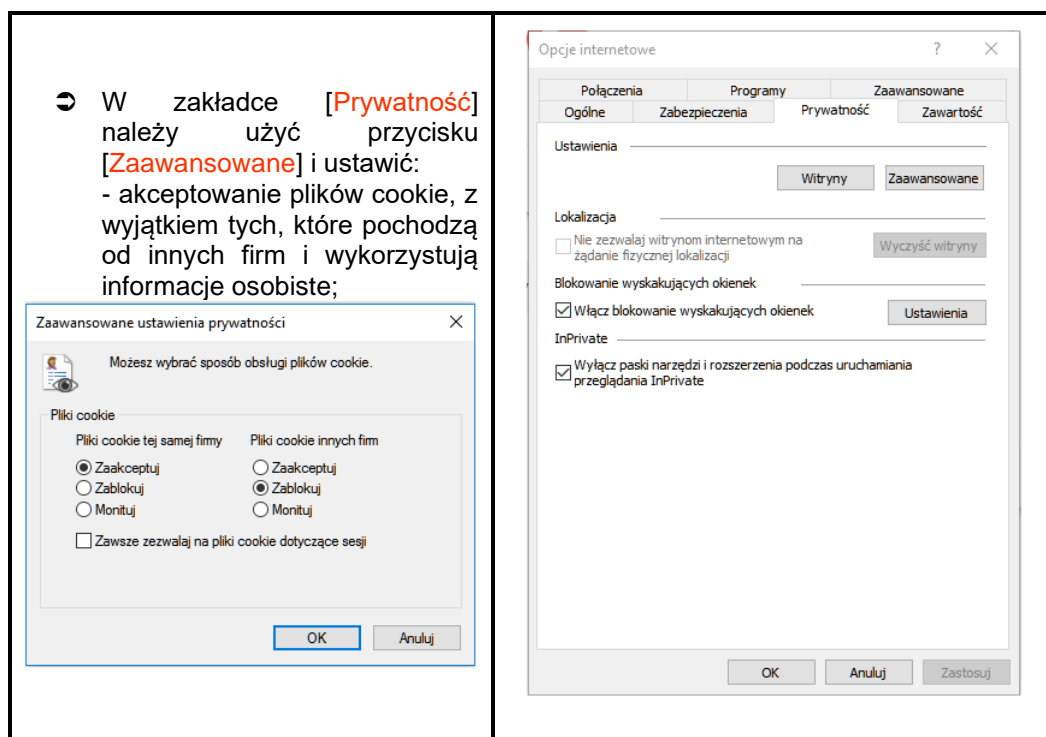 ➲ W zakładce [Prywatność]
należy użyć przycisku
[Zaawansowane] i ustawić:
- akceptowanie plików cookie, z
wyjątkiem tych, które pochodzą
od innych firm i wykorzystują
informacje osobiste;
Zaawansowane ustawienia prywatności
Możesz wybrać sposób obsługi plików cookie.
Pliki cookie
Pliki cookie tej samej firmy Pliki cookie innych firm
Zaakceptuj Zaakceptuj
Zablokuj Zablokuj
Monituj Monituj
Zawsze zezwalaj na pliki cookie dotyczące sesji
OK Anuluj
Opcje internetowe ?
Połączenia Programy Zaawansowane
Ogólne Zabezpieczenia Prywatność Zawartość
Ustawienia
Witryny Zaawansowane
Lokalizacja
Nie zezwalaj witrynom internetowym na
żądanie fizycznej lokalizacji
Wyczyść witryny
Blokowanie wyskakujących okienek
Włącz blokowanie wyskakujących okienek Ustawienia
InPrivate
Wyłącz paski narzędzi i rozszerzenia podczas uruchamiania
przeglądania InPrivate
OK Anuluj Zastosuj